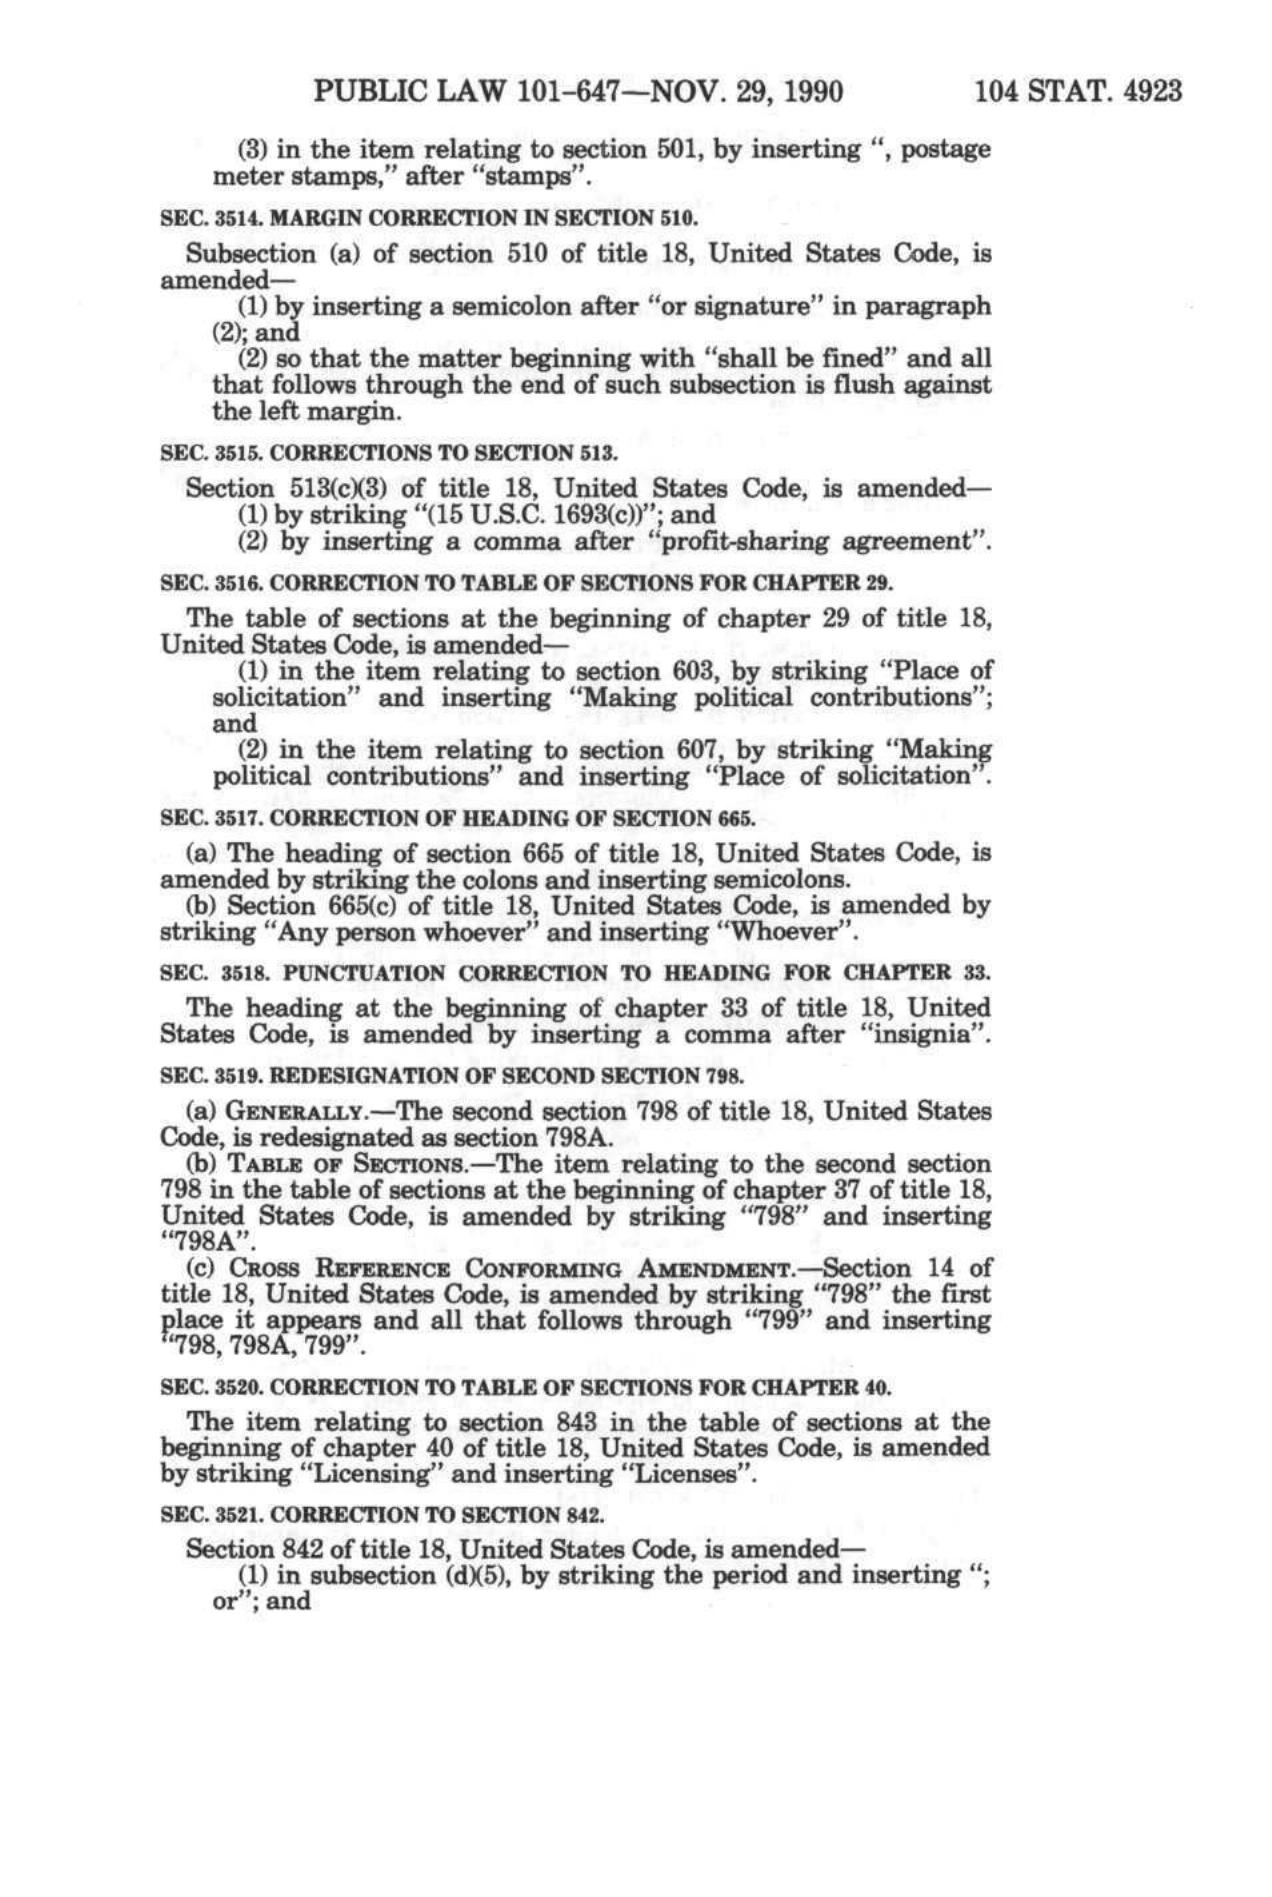 PUBLIC LAW 101–647—NOV. 29, 1990 104 STAT. 4923
(3) in the item relating to section 501, by inserting “, postage
meter stamps,” after “stamps”.
SEC. 3514. MARGIN CORRECTION IN SECTION 510.
Subsection (a) of section 510 of title 18, United States Code, is
amended—
(1) by inserting a semicolon after “or signature” in paragraph
(2); and
(2) so that the matter beginning with “shall be fined” and all
that follows through the end of such subsection is flush against
the left margin.
SEC. 3515. CORRECTIONS TO SECTION 513.
Section 513(c)(3) of title 18, United States Code, is amended—
(1) by striking “(15 U.S.C. 1693(c))”; and
(2) by inserting a comma after “profit-sharing agreement”.
SEC. 3516. CORRECTION TO TABLE OF SECTIONS FOR CHAPTER 29.
The table of sections at the beginning of chapter 29 of title 18,
United States Code, is amended—
(1) in the item relating to section 603, by striking “Place of
solicitation” and inserting “Making political contributions”;
and
(2) in the item relating to section 607, by striking “Making
political contributions” and inserting “Place of solicitation”.
SEC. 3517. CORRECTION OF HEADING OF SECTION 665.
(a) The heading of section 665 of title 18, United States Code, is
amended by striking the colons and inserting semicolons.
(b) Section 665(c) of title 18, United States Code, is amended by
striking “Any person whoever” and inserting “Whoever”.
SEC. 3518. PUNCTUATION CORRECTION TO HEADING FOR CHAPTER 33.
The heading at the beginning of chapter 33 of title 18, United
States Code, is amended by inserting a comma after “insignia”.
SEC. 3519. REDESIGNATION OF SECOND SECTION 798.
(a) GENERALLY.—The second section 798 of title 18, United States
Code, is redesignated as section 798A.
(b) TABLE OF SECTIONS.—The item relating to the second section
798 in the table of sections at the beginning of chapter 37 of title 18,
United States Code, is amended by striking “798” and inserting
“798A”.
(c) CROSS REFERENCE CONFORMING AMENDMENT.—Section 14 of
title 18, United States Code, is amended by striking “798” the first
place it appears and all that follows through “799” and inserting
“798, 798A, 799”.
SEC. 3520. CORRECTION TO TABLE OF SECTIONS FOR CHAPTER 40.
The item relating to section 843 in the table of sections at the
beginning of chapter 40 of title 18, United States Code, is amended
by striking “Licensing” and inserting “Licenses”.
SEC. 3521. CORRECTION TO SECTION 842.
Section 842 of title 18, United States Code, is amended—
(1) in subsection (d)(5), by striking the period and inserting “;
or”; and